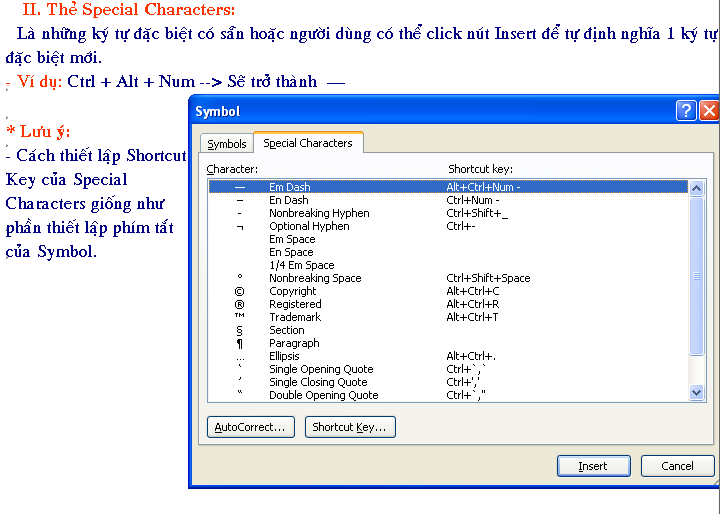 II. Thẻ Special Characters:
Là những ký tự đặc biệt có sẵn hoặc người dùng có thể click nút Insert để tự định nghĩa 1 ký tự
đặc biệt mới.
- Ví dụ: Ctrl + Alt + Num --> Sẽ trở thành —
* Lưu ý:
- Cách thiết lập Shortcut
Key của Special
Characters giống như
phần thiết lập phím tắt
của Symbol.
Symbol
Symbols Special Characters
Character: Shortcut key:
— Em Dash Alt+Ctrl+Num -
– En Dash Ctrl+Num -
- Nonbreaking Hyphen Ctrl+Shift+_
¬ Optional Hyphen Ctrl+-
Em Space
En Space
1/4 Em Space
° Nonbreaking Space Ctrl+Shift+Space
© Copyright Alt+Ctrl+C
® Registered Alt+Ctrl+R
™ Trademark Alt+Ctrl+T
§ Section
¶ Paragraph
… Ellipsis Alt+Ctrl+.
‘ Single Opening Quote Ctrl+`,`
’ Single Closing Quote Ctrl+','
“ Double Opening Quote Ctrl+`,"
AutoCorrect... Shortcut Key...
Insert Cancel